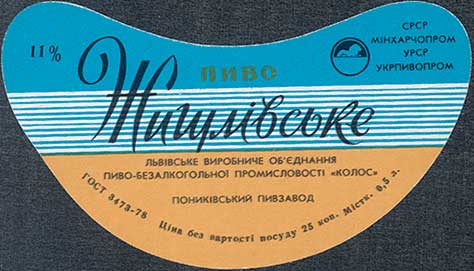 11%
ПИВО
Жигулівське
СРСР
МІНХАРЧОПРОМ
УРСР
УКРПИВОПРОМ
ЛЬВІВСЬКЕ ВИРОБНИЧЕ ОБ'ЄДНАННЯ
ПИВО-БЕЗАЛКОГОЛЬНОЇ ПРОМИСЛОВОСТІ «КОЛОС»
ПОНИКІВСЬКИЙ ПИВЗАВОД
ГОСТ 3473-78 Ціна без вартості посуду 25 коп. Містк. 0,5 л.